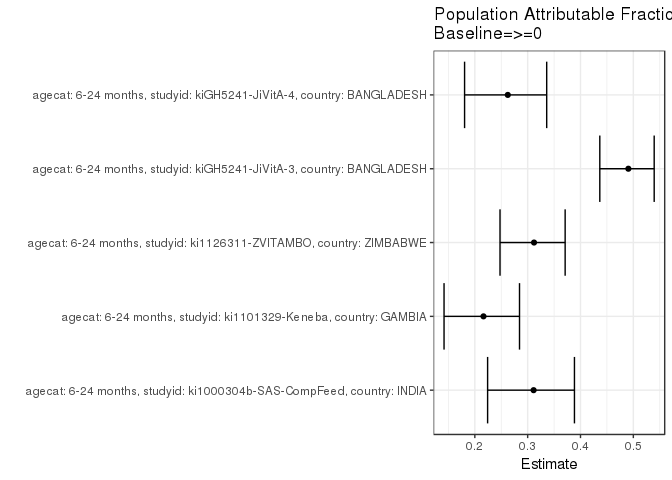 Population Attributable Fractio
Baseline=>=0
agecat: 6-24 months, studyid: kiGH5241-JiVitA-4, country: BANGLADESH
agecat: 6-24 months, studyid: kiGH5241-JiVitA-3, country: BANGLADESH
agecat: 6-24 months, studyid: ki1126311-ZVITAMBO, country: ZIMBABWE
agecat: 6-24 months, studyid: ki1101329-Keneba, country: GAMBIA
agecat: 6-24 months, studyid: ki1000304b-SAS-CompFeed, country: INDIA
0.2 0.3 0.4 0.5
Estimate